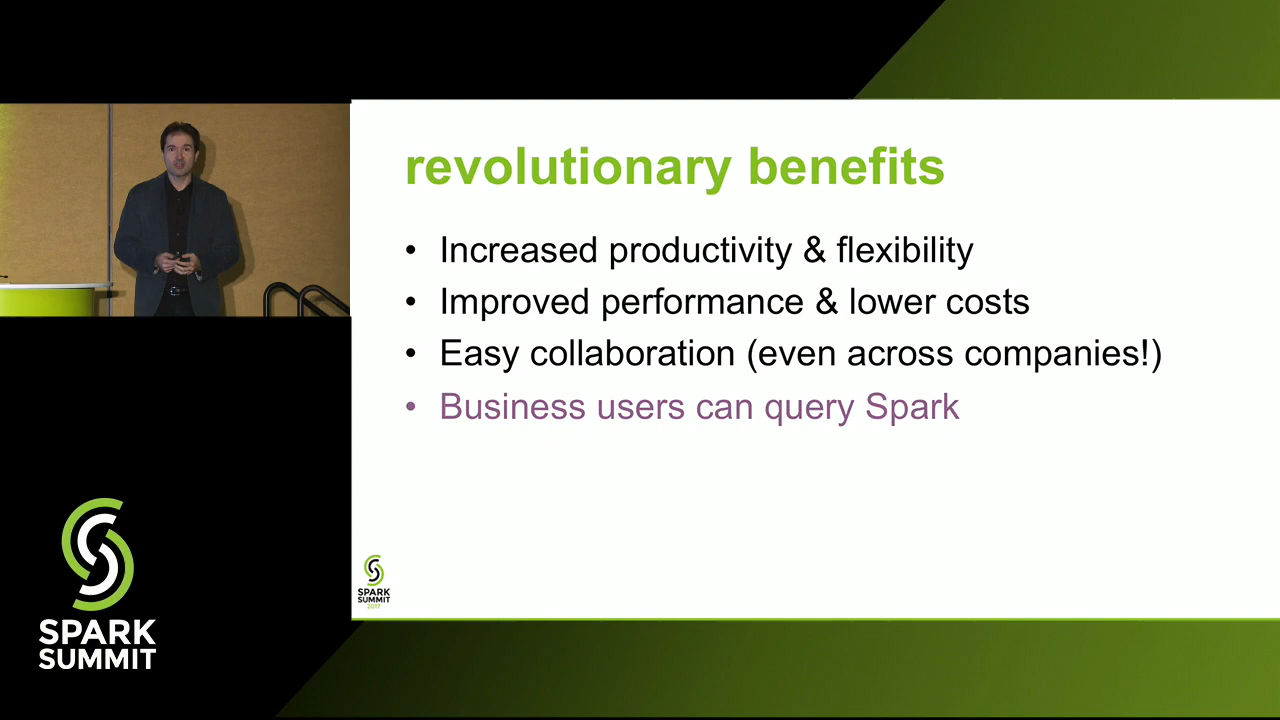 revolutionary benefits
• Increased productivity & flexibility
• Improved performance & lower costs
• Easy collaboration (even across companies!)
• Business users can query Spark
SPARK
SUMMIT
2017
SPARK
SUMMIT